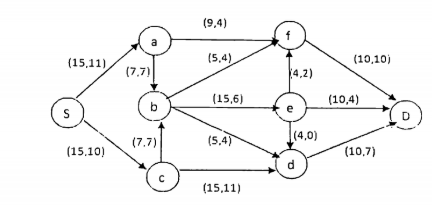 (9,4)
a
f
(15,11)
(7,7)
(5,4)
(10,10)
(4,2)
S
b
(15,6)
e
(10,4)
D
(7,7)
(5,4)
(4,0)
(15,10)
(10,7)
c
d
(15,11)